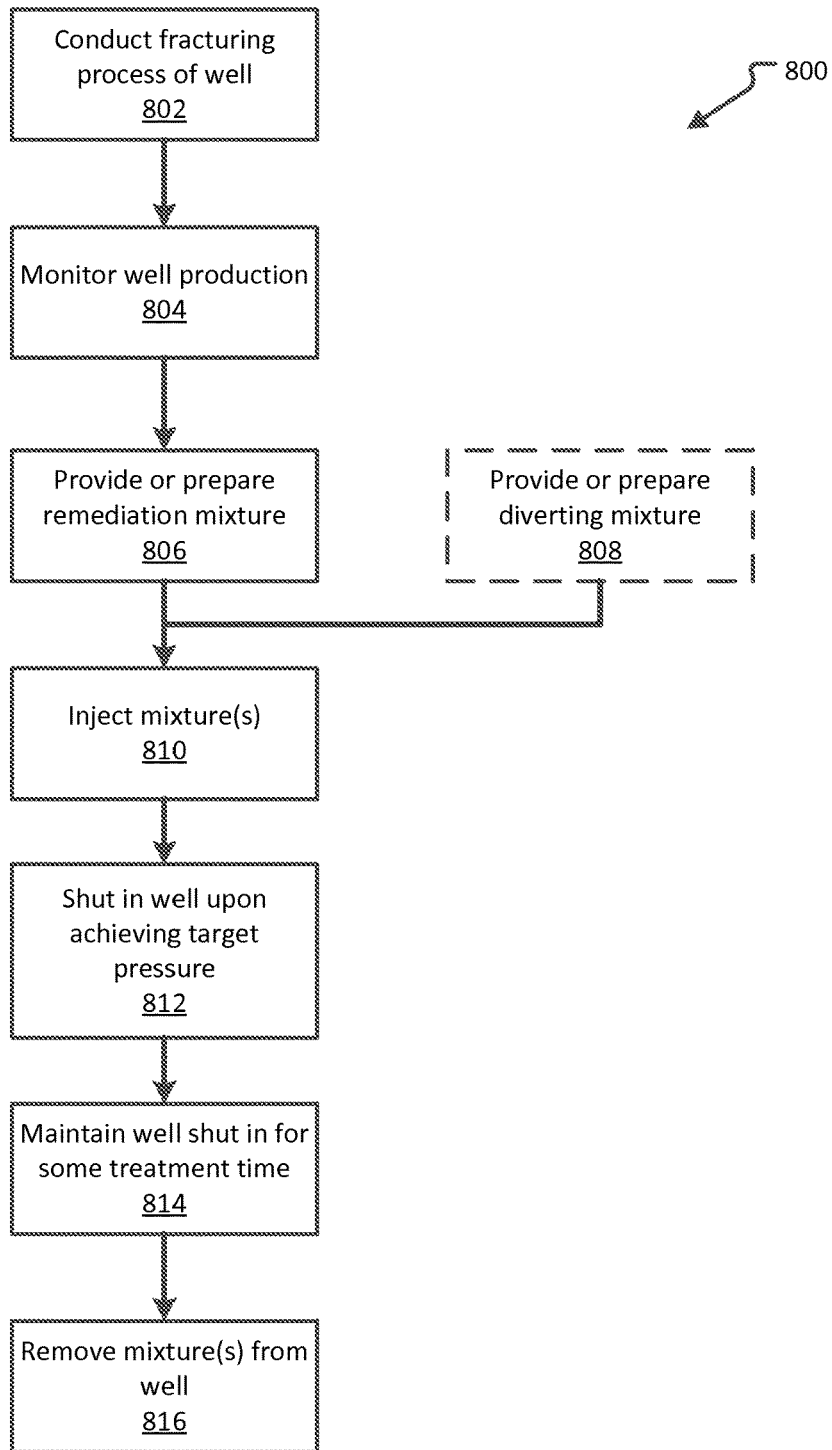 Conduct fracturing
process of well
802
800
Monitor well production
804
Provide or prepare
remediation mixture
806
Provide or prepare
diverting mixture
808
Inject mixture(s)
810
Shut in well upon
achieving target
pressure
812
Maintain well shut in for
some treatment time
814
Remove mixture(s) from
well
816